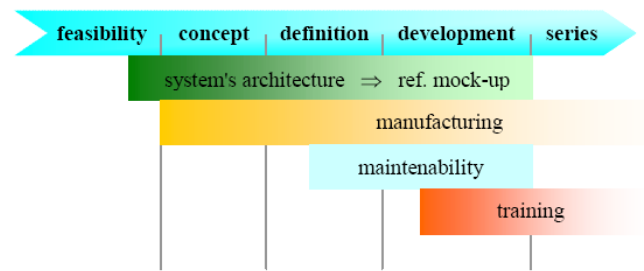 feasibility concept definition development series
system's architecture ⇒ ref. mock-up
manufacturing
maintenability
training